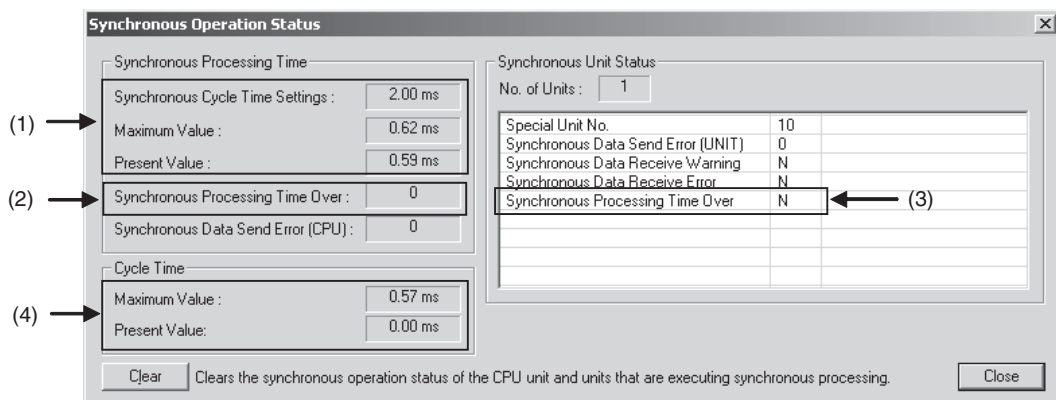 Synchronous Operation Status
Synchronous Processing Time
(1)
Synchronous Cycle Time Settings : 2.00 ms
Maximum Value : 0.62 ms
Present Value : 0.59 ms
(2)
Synchronous Processing Time Over : 0
Synchronous Data Send Error (CPU) : 0
Cycle Time
(4)
Maximum Value : 0.57 ms
Present Value: 0.00 ms
Synchronous Unit Status
No. of Units : 1
Special Unit No. 10
Synchronous Data Send Error (UNIT) 0
Synchronous Data Receive Warning N
Synchronous Data Receive Error N
Synchronous Processing Time Over N
(3)
Clear Clears the synchronous operation status of the CPU unit and units that are executing synchronous processing. Close